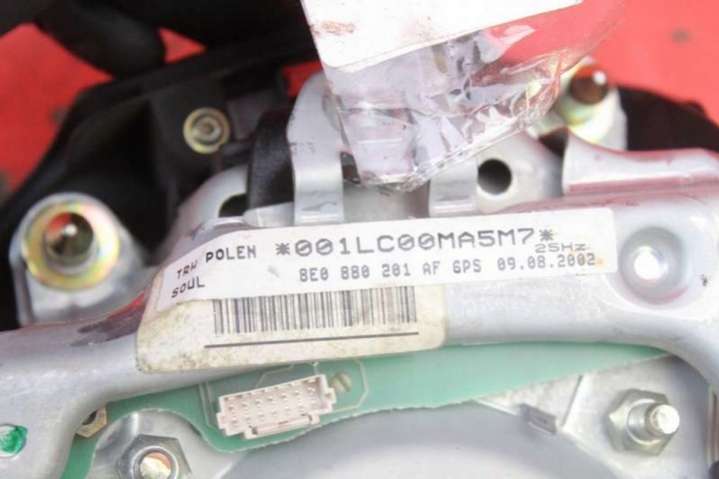 TRW POLEN *001LC00MA5M7*
25Hz
SOUL 8E0 880 201 AF GPS 09.08.2002